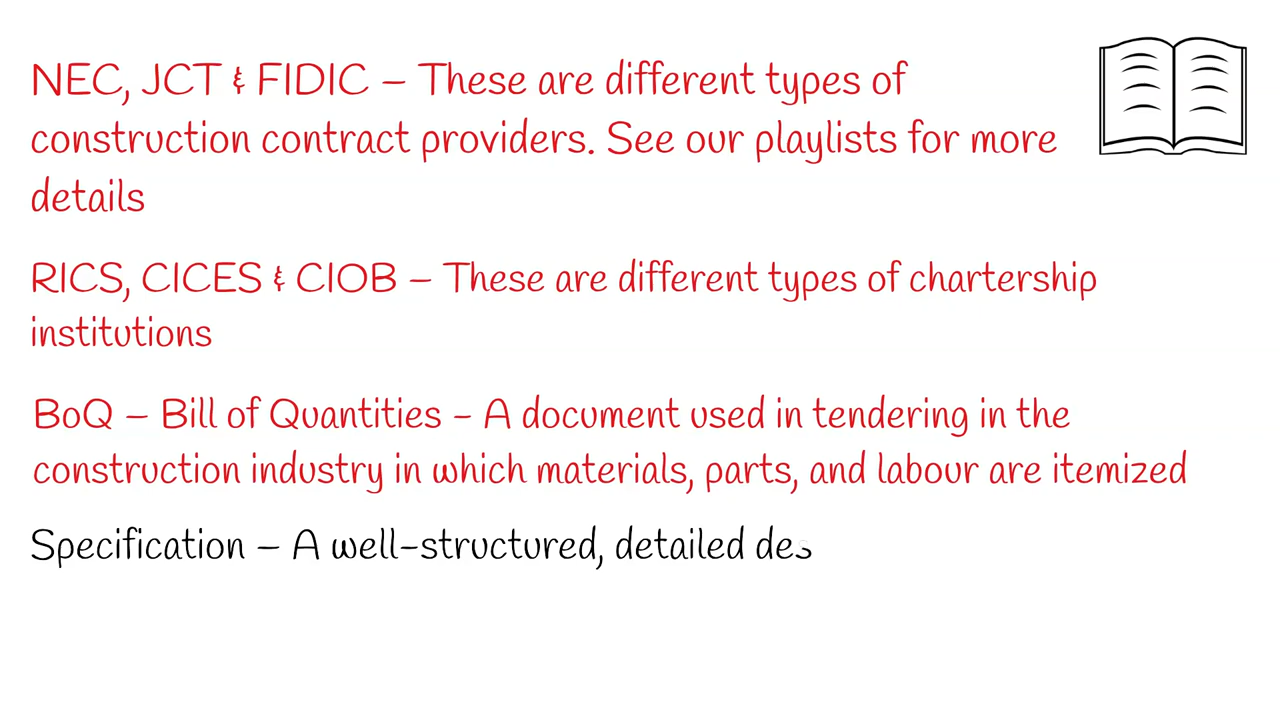 NEC, JCT & FIDIC – These are different types of
construction contract providers. See our playlists for more
details
RICS, CICES & CIOB – These are different types of chartership
institutions
BoQ – Bill of Quantities - A document used in tendering in the
construction industry in which materials, parts, and labour are itemized
Specification – A well-structured, detailed des